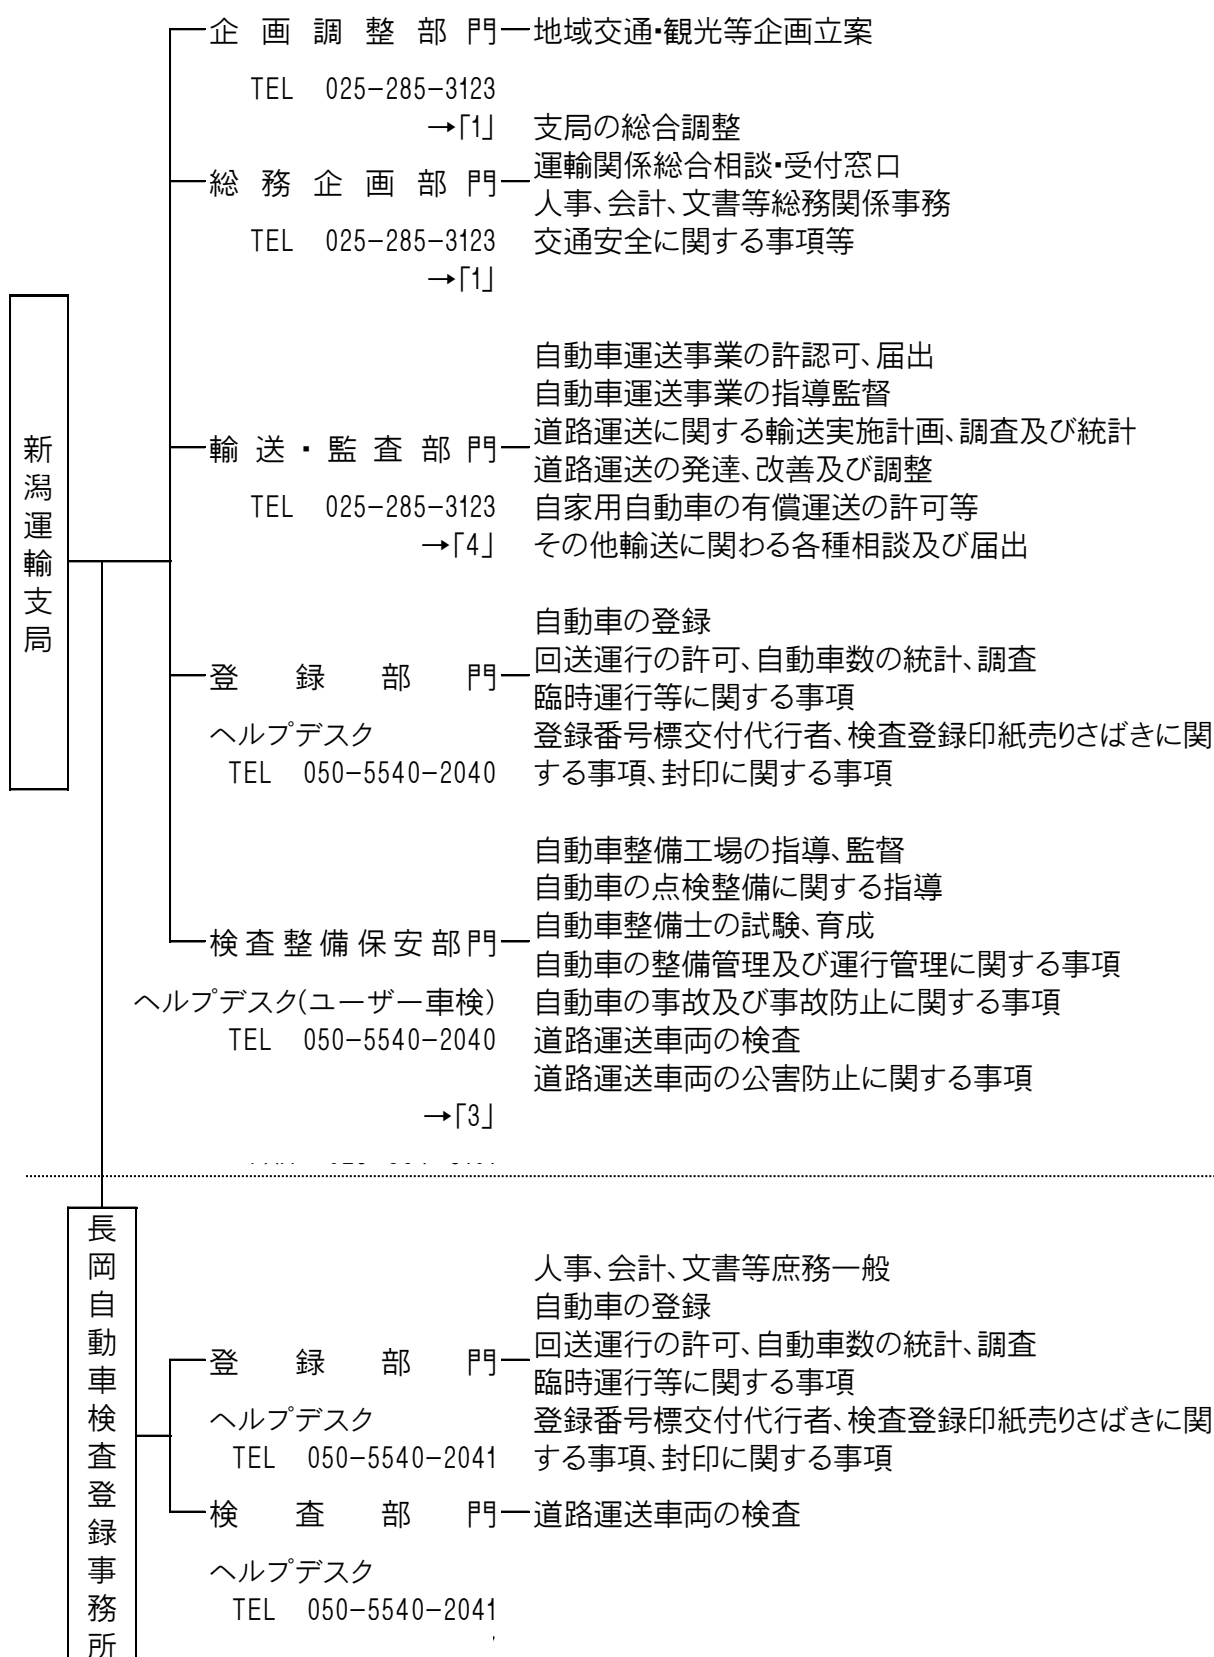 新潟運輸支局
企画調整部門
地域交通・観光等企画立案
TEL 025-285-3123
→「1」
総務企画部門
TEL 025-285-3123
→「1」
支局の総合調整
運輸関係総合相談・受付窓口
人事、会計、文書等総務関係事務
交通安全に関する事項等
輸送・監査部門
TEL 025-285-3123
→「4」
自動車運送事業の許認可、届出
自動車運送事業の指導監督
道路運送に関する輸送実施計画、調査及び統計
道路運送の発達、改善及び調整
自家用自動車の有償運送の許可等
その他輸送に関わる各種相談及び届出
登録部門
ヘルプデスク
TEL 050-5540-2040
自動車の登録
回送運行の許可、自動車数の統計、調査
臨時運行等に関する事項
登録番号標交付代行者、検査登録印紙売りさばきに関
する事項、封印に関する事項
検査整備保安部門
ヘルプデスク(ユーザー車検)
TEL 050-5540-2040
→「3」
自動車整備工場の指導、監督
自動車の点検整備に関する指導
自動車整備士の試験、育成
自動車の整備管理及び運行管理に関する事項
自動車の事故及び事故防止に関する事項
道路運送車両の検査
道路運送車両の公害防止に関する事項
長岡自動車検査登録事務所
登録部門
ヘルプデスク
TEL 050-5540-2041
人事、会計、文書等庶務一般
自動車の登録
回送運行の許可、自動車数の統計、調査
臨時運行等に関する事項
登録番号標交付代行者、検査登録印紙売りさばきに関
する事項、封印に関する事項
検査部門
道路運送車両の検査
ヘルプデスク
TEL 050-5540-2041